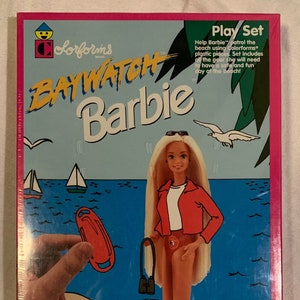 Colorforms
Play Set
Help Barbie™ patrol the
beach using Colorforms®
plastic pieces. Set includes
all the gear she will need
to have a safe and fun
day at the beach!
BAYWATCH
Barbie